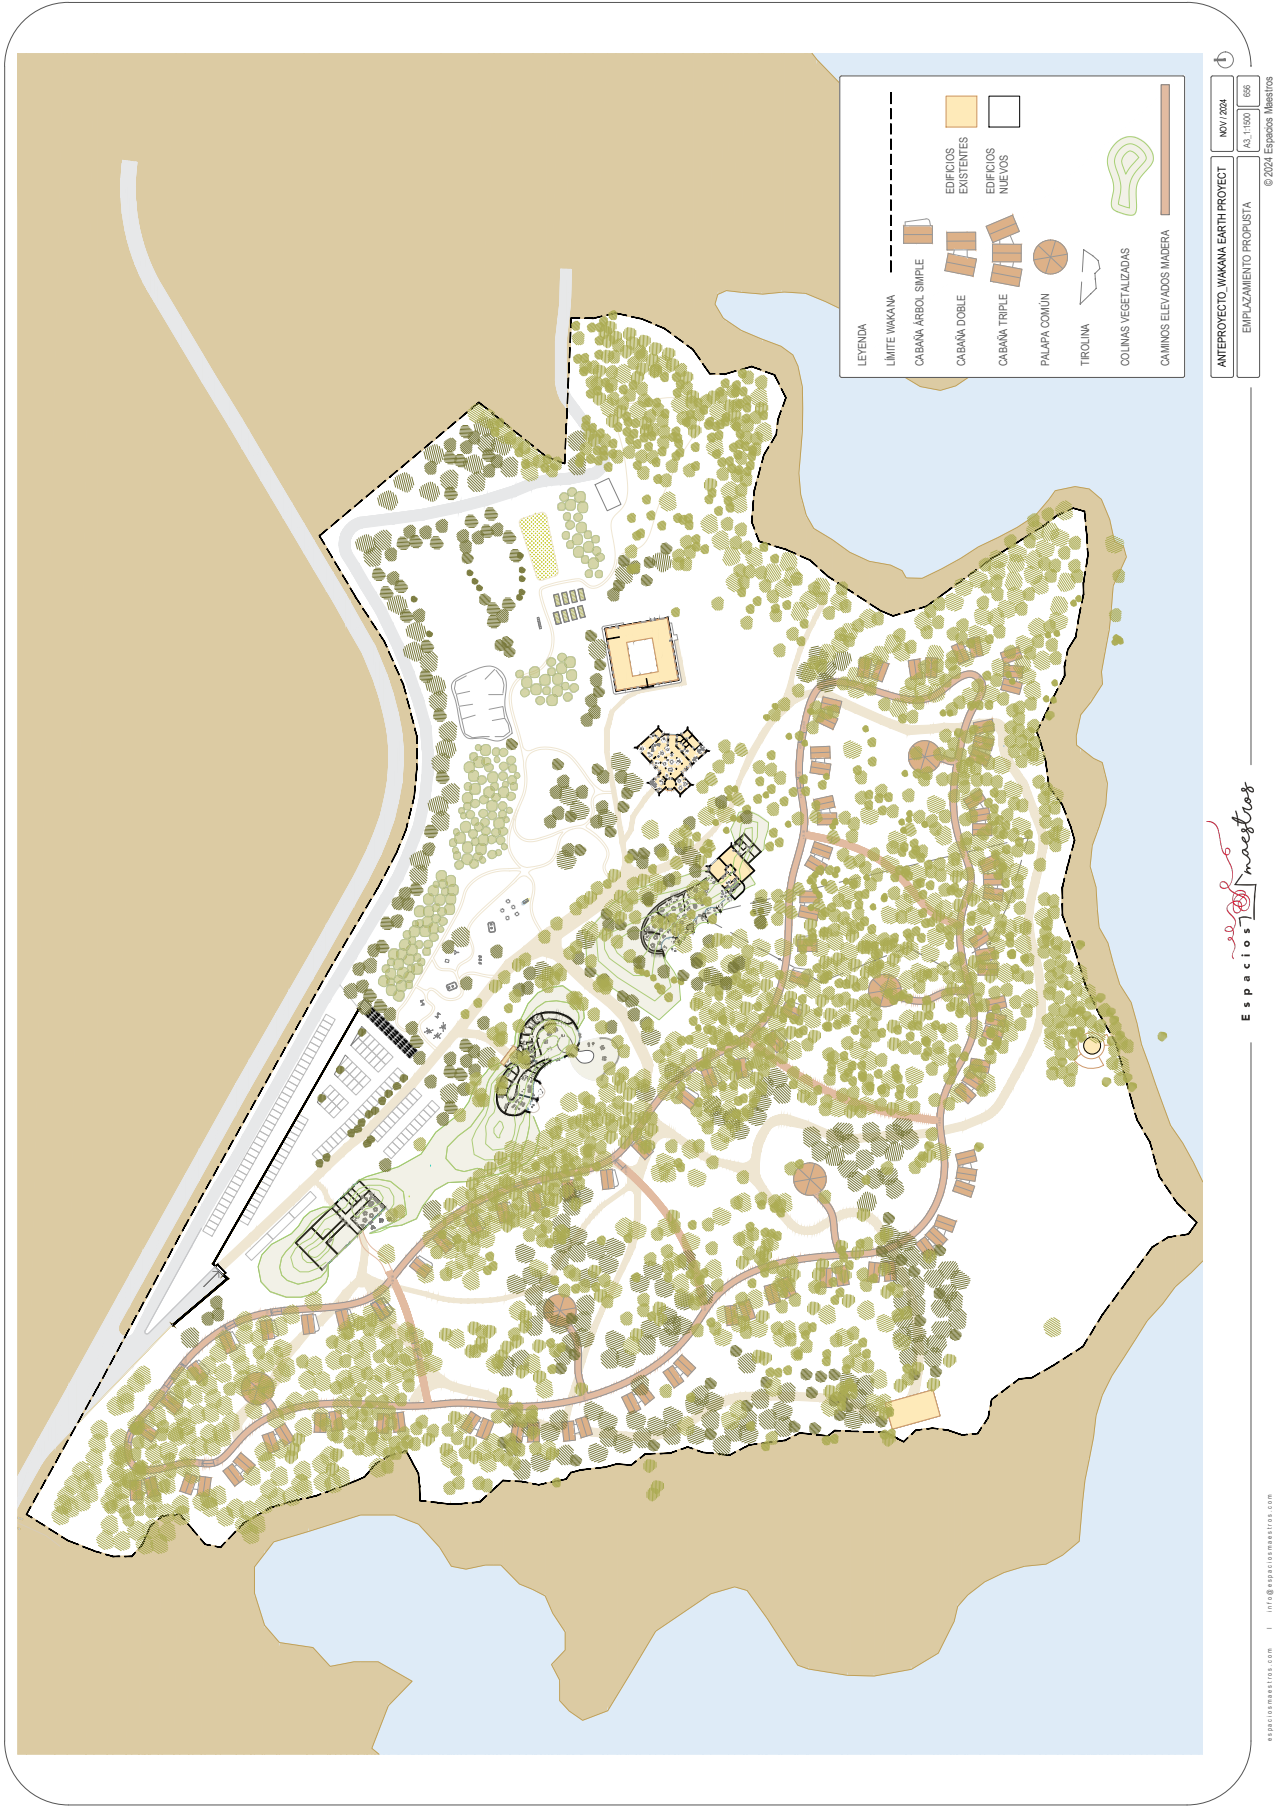 LEYENDA
LÍMITE WAKANA
CABAÑA ÁRBOL SIMPLE
CABAÑA DOBLE
CABAÑA TRIPLE
PALAPA COMÚN
TIROLINA
COLINAS VEGETALIZADAS
CAMINOS ELEVADOS MADERA
EDIFICIOS
EXISTENTES
EDIFICIOS
NUEVOS
ANTEPROYECTO_WAKANA EARTH PROYECT
NOV / 2024
EMPLAZAMIENTO PROPUSTA
A3_1:1500
656
© 2024 Espacios Maestros
Espacios maestros
espaciosmaestros.com | info@espaciosmaestros.com